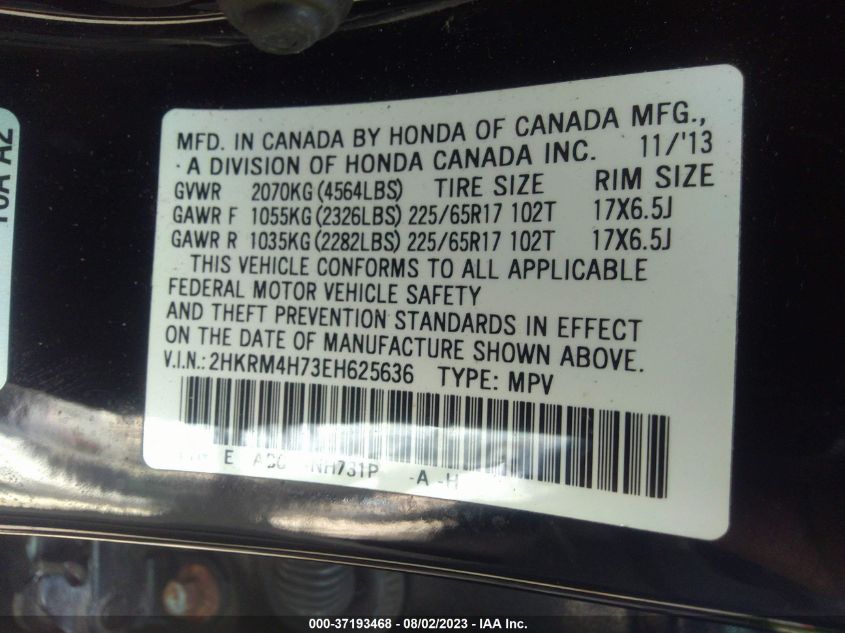 MFD. IN CANADA BY HONDA OF CANADA MFG.,
· A DIVISION OF HONDA CANADA INC. 11/'13
GVWR 2070KG (4564LBS) TIRE SIZE RIM SIZE
GAWR F 1055KG (2326LBS) 225/65R17 102T 17X6.5J
GAWR R 1035KG (2282LBS) 225/65R17 102T 17X6.5J
THIS VEHICLE CONFORMS TO ALL APPLICABLE
FEDERAL MOTOR VEHICLE SAFETY
AND THEFT PREVENTION STANDARDS IN EFFECT
ON THE DATE OF MANUFACTURE SHOWN ABOVE.
V.I.N.: 2HKRM4H73EH625636 TYPE: MPV
E NH731P -A -H
000-37193468 - 08/02/2023 - IAA Inc.